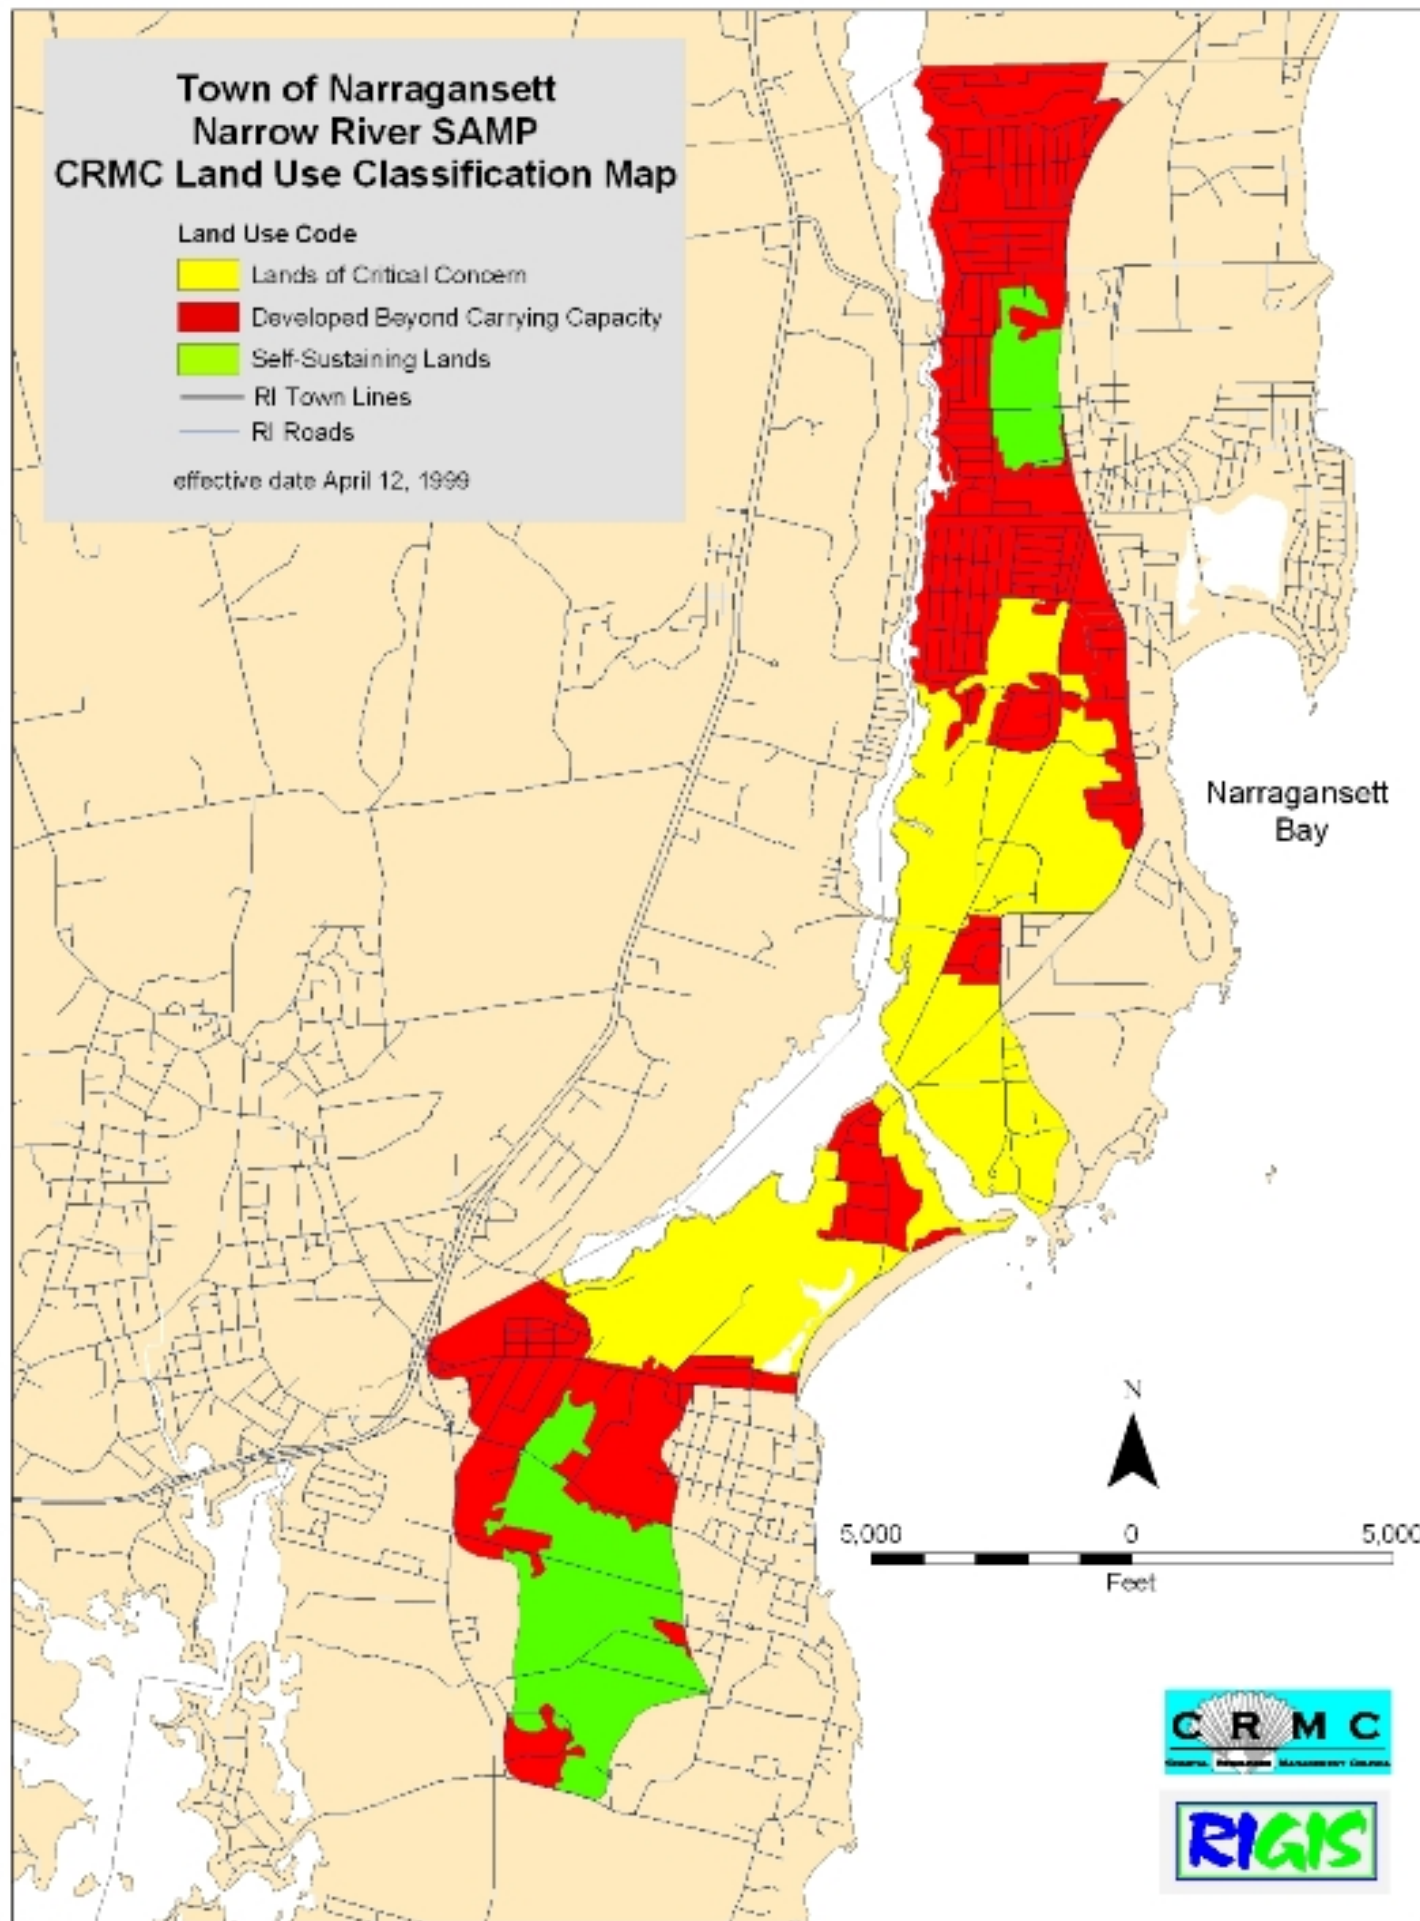 Town of Narragansett
Narrow River SAMP
CRMC Land Use Classification Map
Land Use Code
Lands of Critical Concern
Developed Beyond Carrying Capacity
Self-Sustaining Lands
RI Town Lines
RI Roads
effective date April 12, 1999
Narragansett
Bay
N
5,000 0 5,000
Feet
C R M C
RIGIS